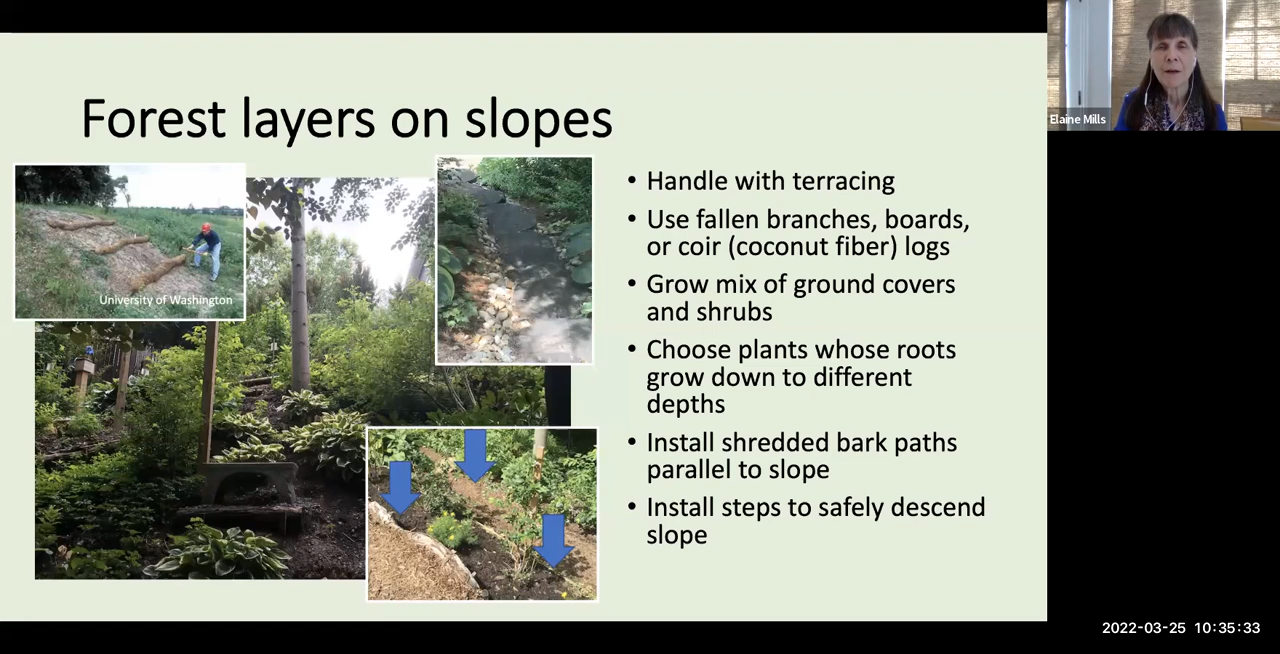 Forest layers on slopes
University of Washington
• Handle with terracing
• Use fallen branches, boards,
or coir (coconut fiber) logs
• Grow mix of ground covers
and shrubs
• Choose plants whose roots
grow down to different
depths
• Install shredded bark paths
parallel to slope
• Install steps to safely descend
slope
Elaine Mills
2022-03-25 10:35:33